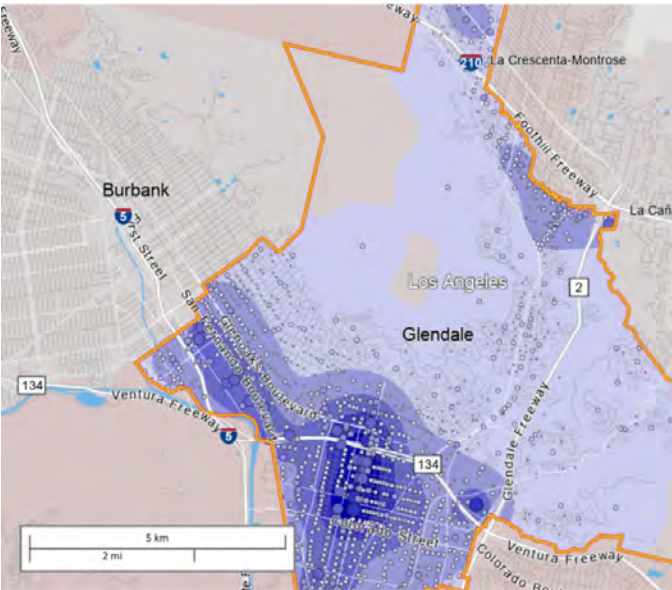 Freeway
eway
210
La Crescenta-Montrose
Foothill Freeway
Burbank
5
First Street
La Cañ
Los Angeles
2
San Fernando Boulevard
Glenoaks Boulevard
Glendale
134
Ventura Freeway
5
134
Glendale Freeway
Colorado Street
5 km
2 mi
Ventura Freeway
Colorado Bo